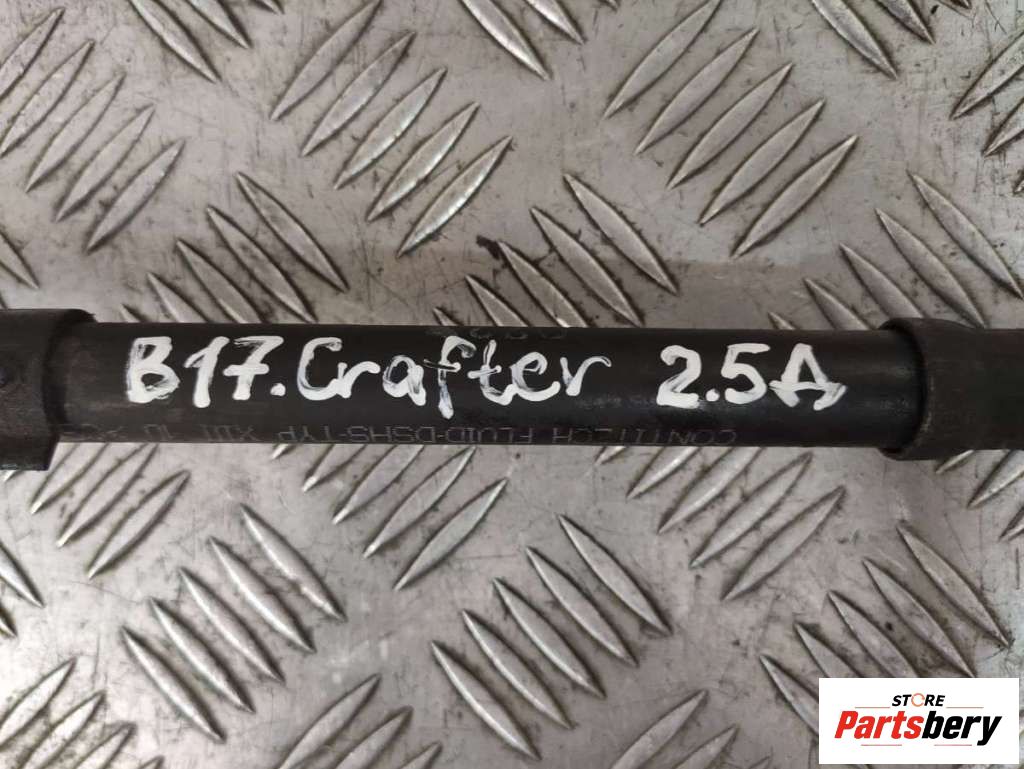 B17.Crafter 2.5A
CONTITECH FLUID-DSHS-TYP XIII
STORE
Partsbery